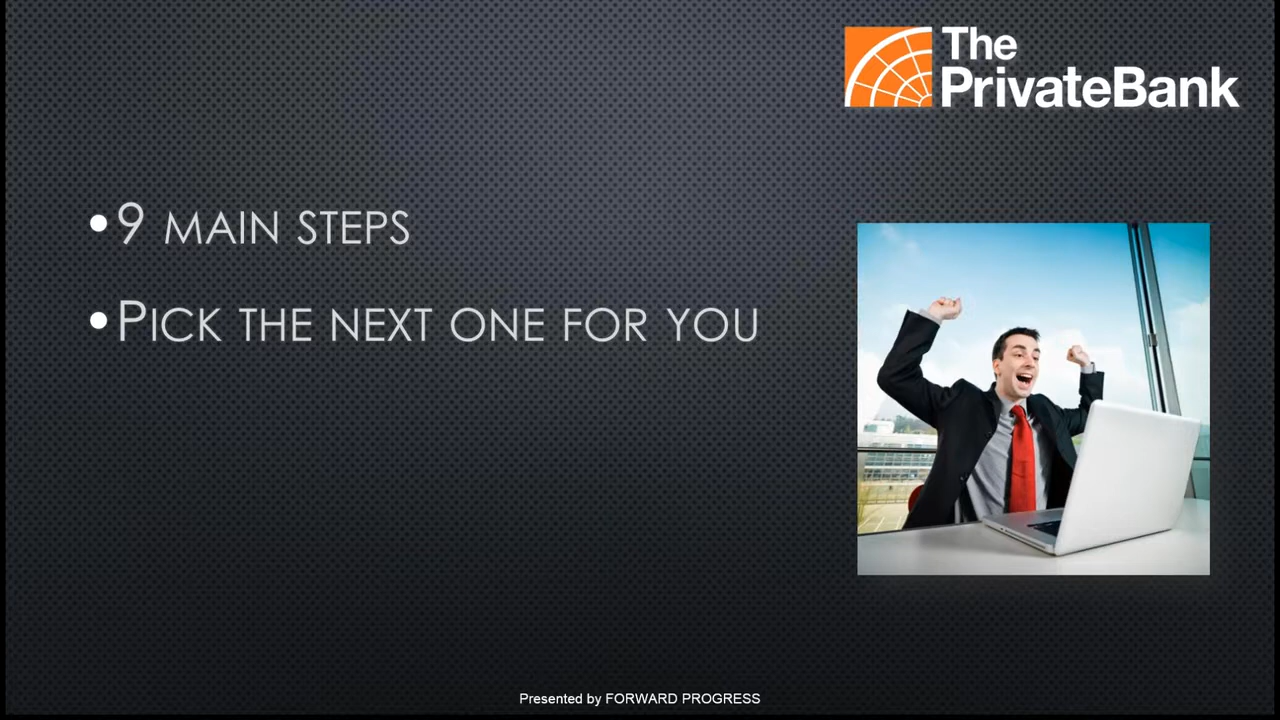 The
PrivateBank
• 9 MAIN STEPS
• PICK THE NEXT ONE FOR YOU
Presented by FORWARD PROGRESS